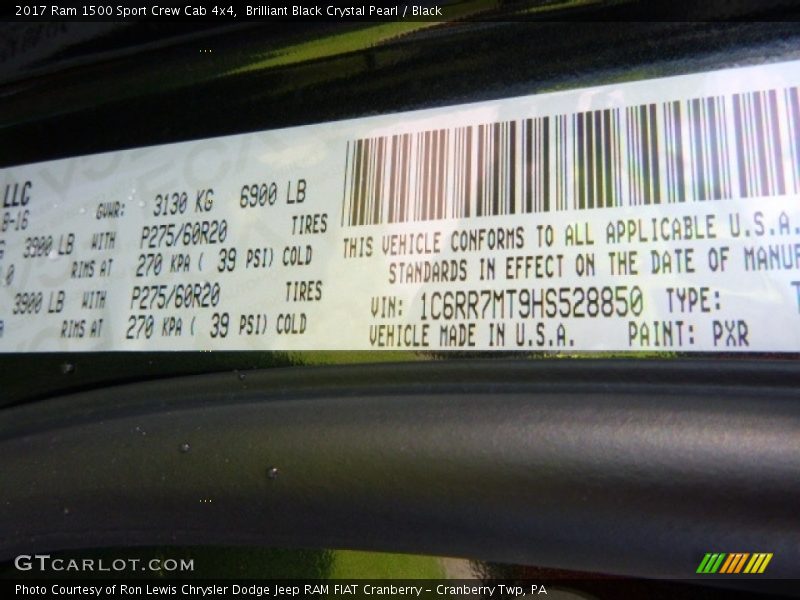 2017 Ram 1500 Sport Crew Cab 4x4,  Brilliant Black Crystal Pearl / Black
LLC
8-16
GVWR: 3130 KG 6900 LB
3900 LB WITH P275/60R20 TIRES
RIMS AT 270 KPA ( 39 PSI) COLD
3900 LB WITH P275/60R20 TIRES
RIMS AT 270 KPA ( 39 PSI) COLD
THIS VEHICLE CONFORMS TO ALL APPLICABLE U.S.A.
STANDARDS IN EFFECT ON THE DATE OF MANUF
VIN: 1C6RR7MT9HS528850 TYPE: T
VEHICLE MADE IN U.S.A. PAINT: PXR
GTCARLOT.COM
Photo Courtesy of Ron Lewis Chrysler Dodge Jeep RAM FIAT Cranberry – Cranberry Twp, PA